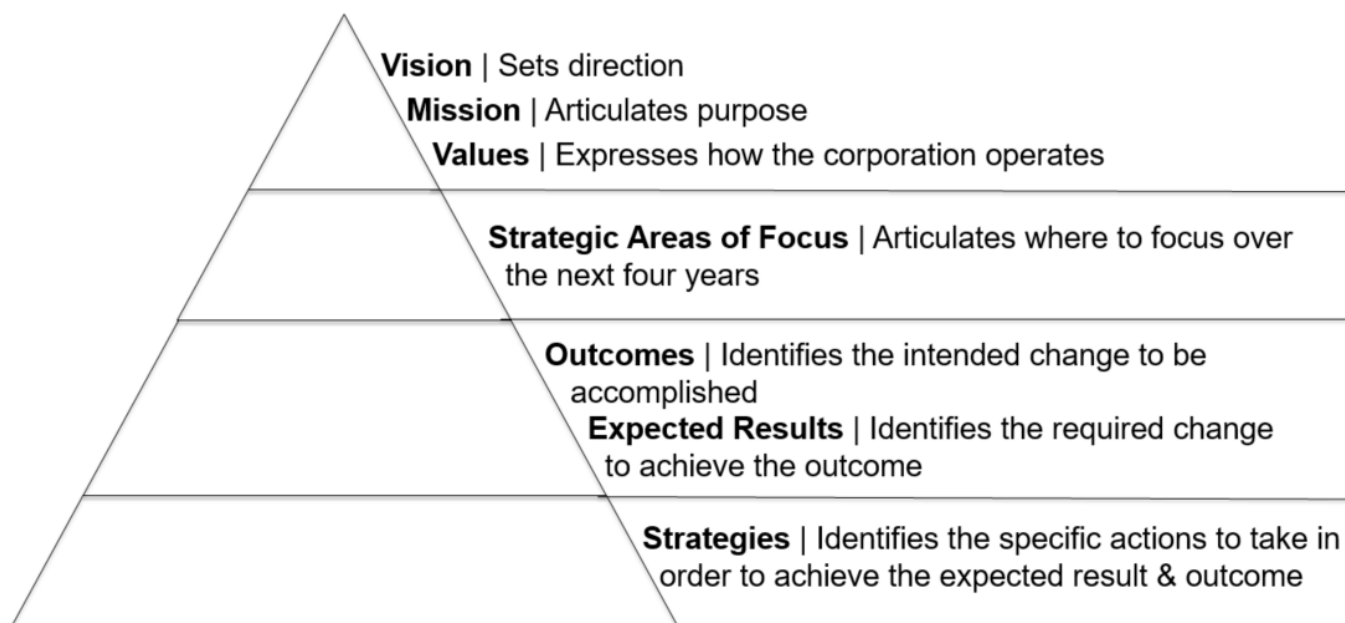 Vision | Sets direction
Mission | Articulates purpose
Values | Expresses how the corporation operates
Strategic Areas of Focus | Articulates where to focus over
the next four years
Outcomes | Identifies the intended change to be
accomplished
Expected Results | Identifies the required change
to achieve the outcome
Strategies | Identifies the specific actions to take in
order to achieve the expected result & outcome